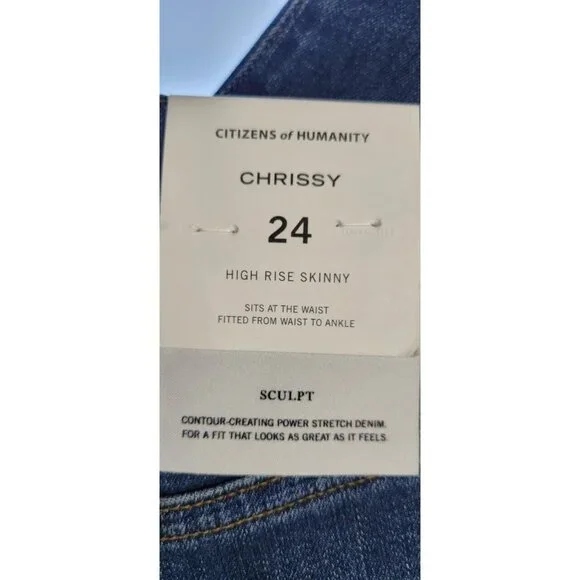 CITIZENS of HUMANITY
CHRISSY
24
HIGH RISE SKINNY
SITS AT THE WAIST
FITTED FROM WAIST TO ANKLE
SCULPT
CONTOUR-CREATING POWER STRETCH DENIM.
FOR A FIT THAT LOOKS AS GREAT AS IT FEELS.